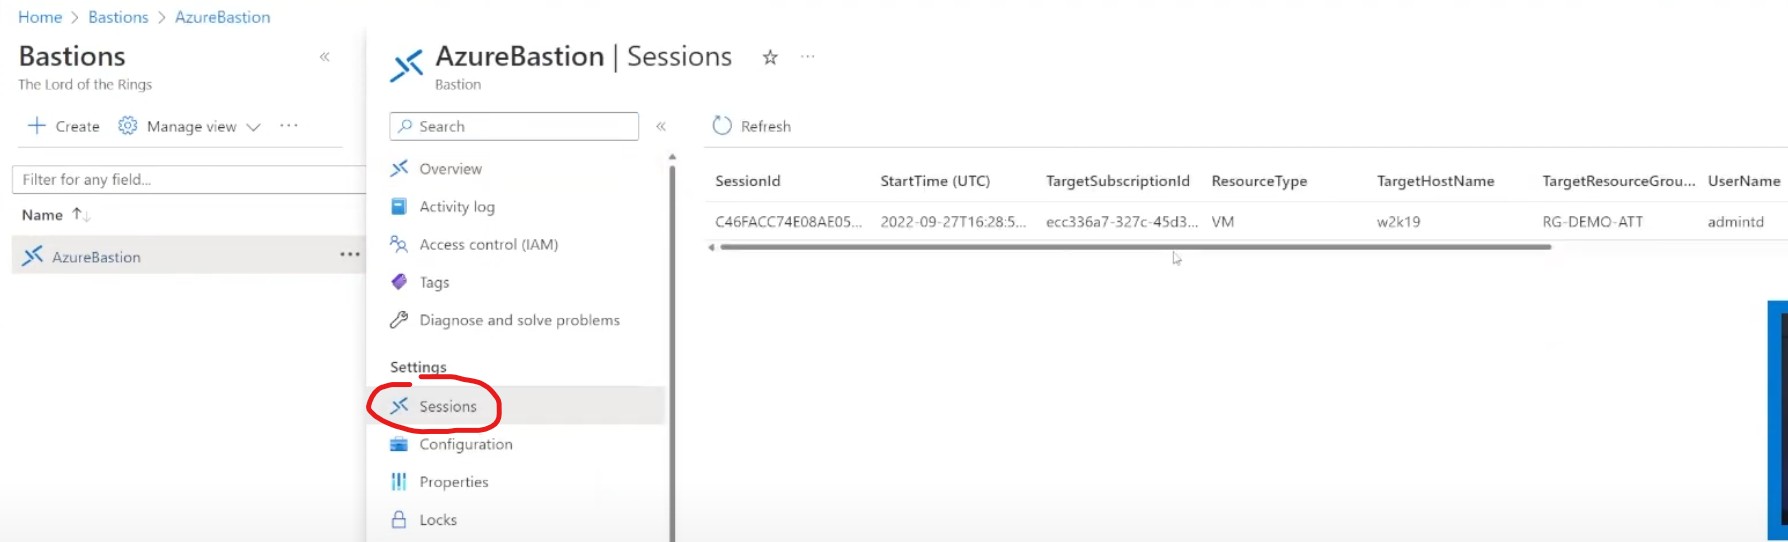 Home > Bastions > AzureBastion
Bastions «
The Lord of the Rings
+ Create Manage view ...
Filter for any field...
Name ↑↓
AzureBastion ...
AzureBastion | Sessions ☆ ...
Bastion
Search «
Overview
Activity log
Access control (IAM)
Tags
Diagnose and solve problems
Settings
Sessions
Configuration
Properties
Locks
Refresh
SessionId StartTime (UTC) TargetSubscriptionId ResourceType TargetHostName TargetResourceGrou... UserName
C46FACC74E08AE05... 2022-09-27T16:28:5... ecc336a7-327c-45d3... VM w2k19 RG-DEMO-ATT admintd